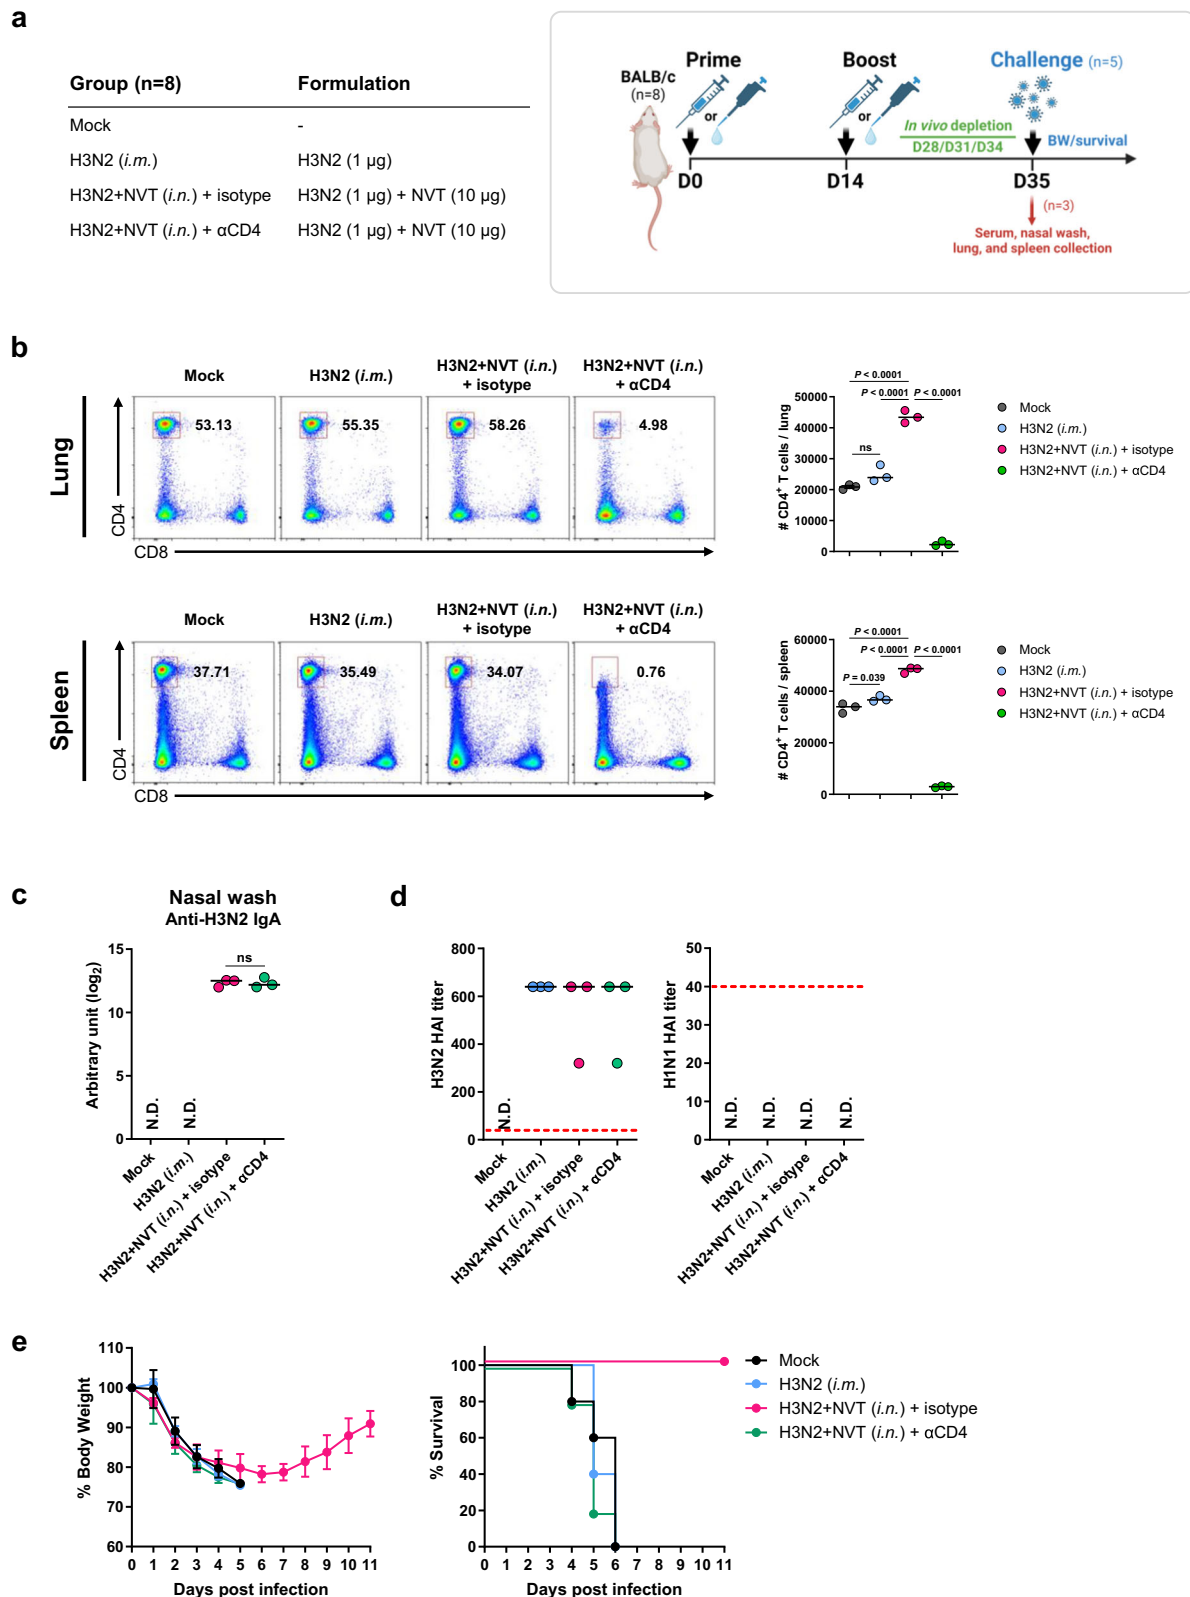 a
Group (n=8) Formulation
Mock -
H3N2 (i.m.) H3N2 (1 µg)
H3N2+NVT (i.n.) + isotype H3N2 (1 µg) + NVT (10 µg)
H3N2+NVT (i.n.) + αCD4 H3N2 (1 µg) + NVT (10 µg)
BALB/c
(n=8)
Prime
or
Boost
or
In vivo depletion
D28/D31/D34
Challenge (n=5)
BW/survival
D0 D14 D35
(n=3)
Serum, nasal wash,
lung, and spleen collection
b
Lung
Mock
H3N2 (i.m.)
H3N2+NVT (i.n.)
+ isotype
H3N2+NVT (i.n.)
+ αCD4
53.13 55.35 58.26 4.98
CD4
CD8
# CD4+ T cells / lung
50000
40000
30000
20000
10000
0
P < 0.0001
P < 0.0001 P < 0.0001
ns
Mock
H3N2 (i.m.)
H3N2+NVT (i.n.) + isotype
H3N2+NVT (i.n.) + αCD4
Spleen
Mock
H3N2 (i.m.)
H3N2+NVT (i.n.)
+ isotype
H3N2+NVT (i.n.)
+ αCD4
37.71 35.49 34.07 0.76
CD4
CD8
# CD4+ T cells / spleen
60000
40000
20000
0
P < 0.0001
P < 0.0001 P < 0.0001
P = 0.039
Mock
H3N2 (i.m.)
H3N2+NVT (i.n.) + isotype
H3N2+NVT (i.n.) + αCD4
c
Nasal wash
Anti-H3N2 IgA
Arbitrary unit (log2)
15
10
5
0
ns
N.D. N.D.
Mock
H3N2 (i.m.)
H3N2+NVT (i.n.) + isotype
H3N2+NVT (i.n.) + αCD4
d
H3N2 HAI titer
800
600
400
200
0
N.D.
Mock
H3N2 (i.m.)
H3N2+NVT (i.n.) + isotype
H3N2+NVT (i.n.) + αCD4
H1N1 HAI titer
50
40
30
20
10
0
N.D. N.D. N.D. N.D.
Mock
H3N2 (i.m.)
H3N2+NVT (i.n.) + isotype
H3N2+NVT (i.n.) + αCD4
e
% Body Weight
110
100
90
80
70
60
0 1 2 3 4 5 6 7 8 9 10 11
Days post infection
% Survival
100
80
60
40
20
0
0 1 2 3 4 5 6 7 8 9 10 11
Days post infection
Mock
H3N2 (i.m.)
H3N2+NVT (i.n.) + isotype
H3N2+NVT (i.n.) + αCD4